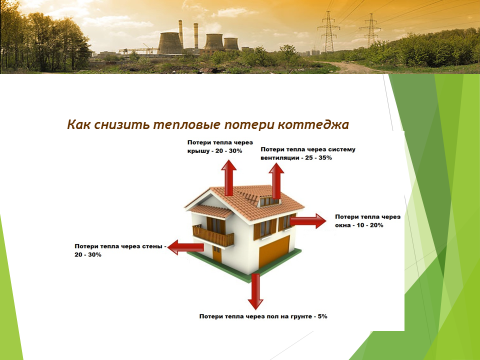 Как снизить тепловые потери коттеджа
Потери тепла через
крышу - 20 - 30%
Потери тепла через систему
вентиляции - 25 - 35%
Потери тепла через
окна - 10 - 20%
Потери тепла через стены -
20 - 30%
Потери тепла через пол на грунте - 5%